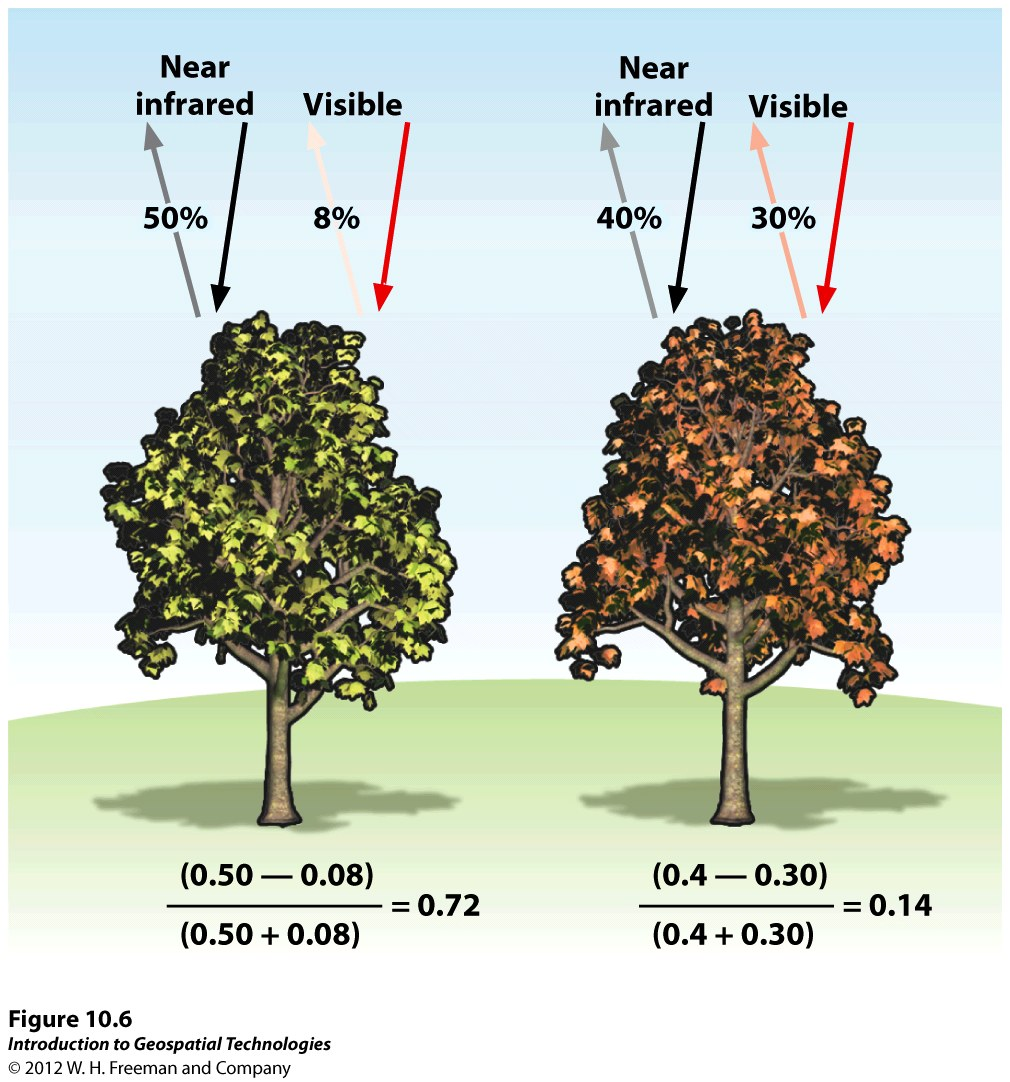 Near
infrared
Visible
50%
8%
Near
infrared
Visible
40%
30%
(0.50 — 0.08)
(0.50 + 0.08)
= 0.72
(0.4 — 0.30)
(0.4 + 0.30)
= 0.14
Figure 10.6
Introduction to Geospatial Technologies
© 2012 W. H. Freeman and Company